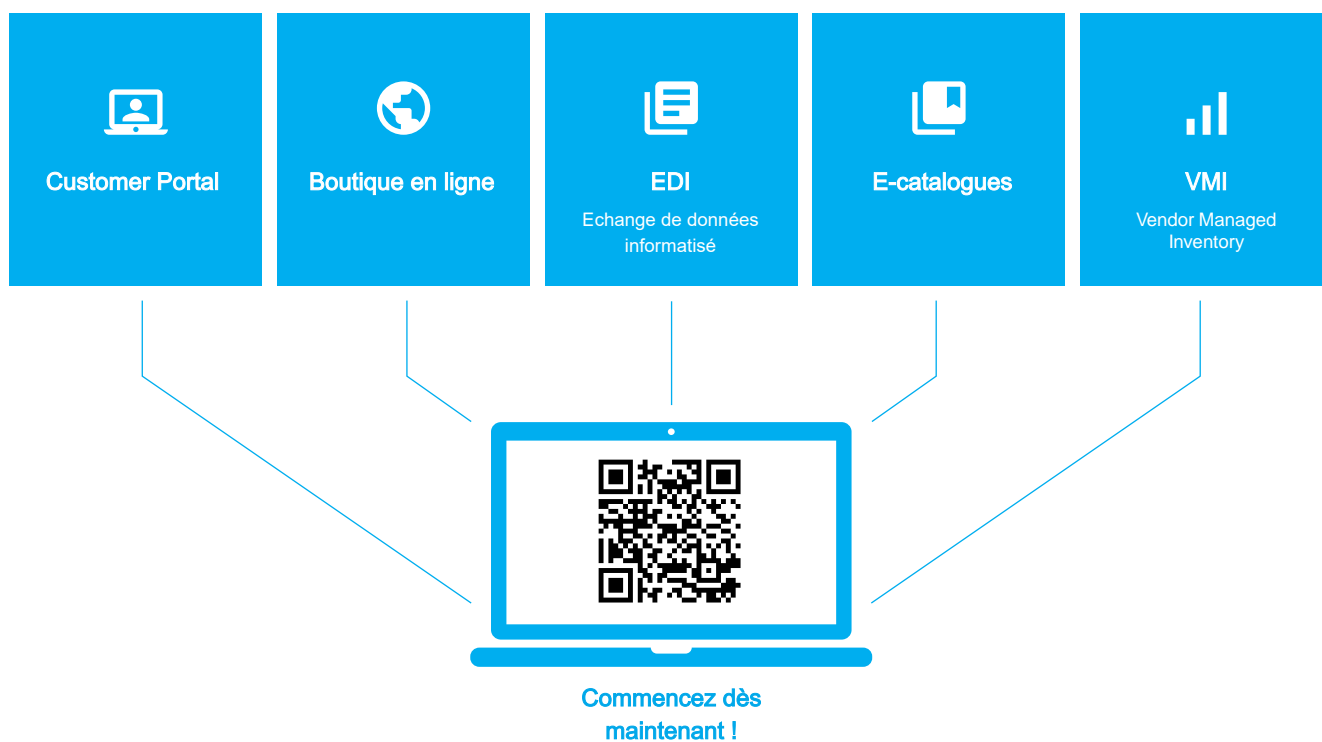 Customer Portal
Boutique en ligne
EDI
Echange de données
informatisé
E-catalogues
VMI
Vendor Managed
Inventory
Commencez dès
maintenant !